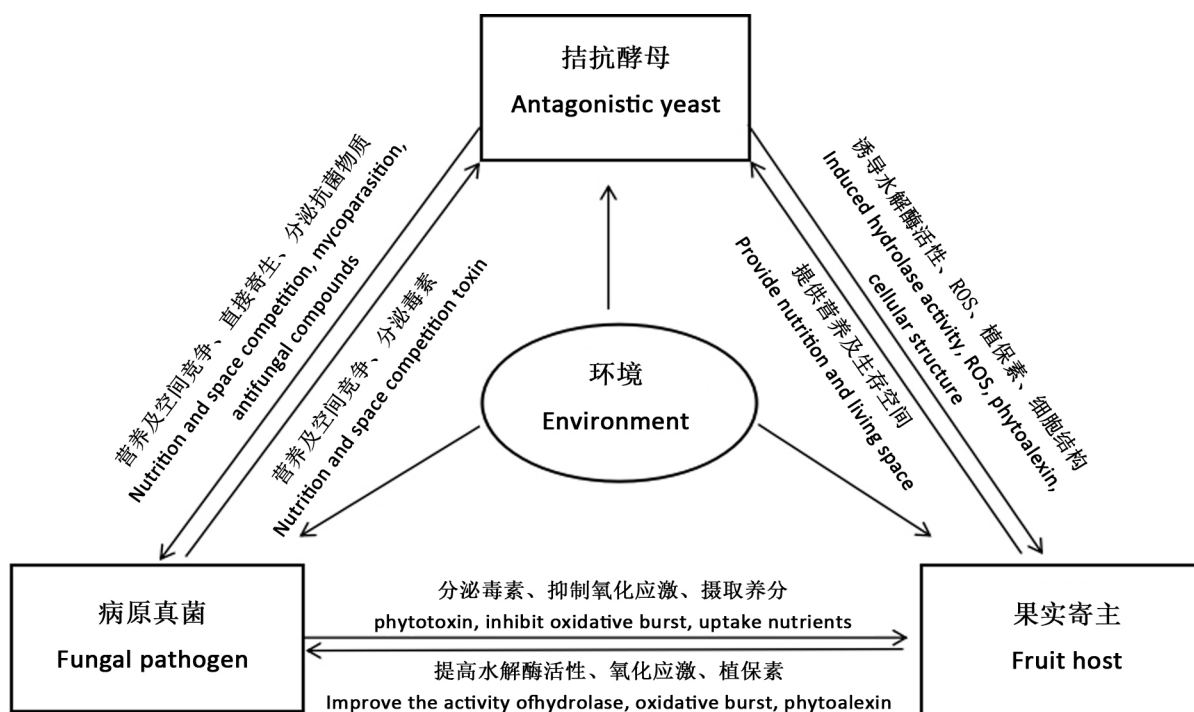 拮抗酵母
Antagonistic yeast
营养及空间竞争、直接寄生、分泌抗菌物质
Nutrition and space competition, mycoparasition,
antifungal compounds
营养及空间竞争、分泌毒素
Nutrition and space competition toxin
诱导水解酶活性、ROS、植保素、细胞结构
Induced hydrolase activity, ROS, phytoalexin,
cellular structure
提供营养及生存空间
Provide nutrition and living space
环境
Environment
病原真菌
Fungal pathogen
分泌毒素、抑制氧化应激、摄取养分
phytotoxin, inhibit oxidative burst, uptake nutrients
提高水解酶活性、氧化应激、植保素
Improve the activity ofhydrolase, oxidative burst, phytoalexin
果实寄主
Fruit host